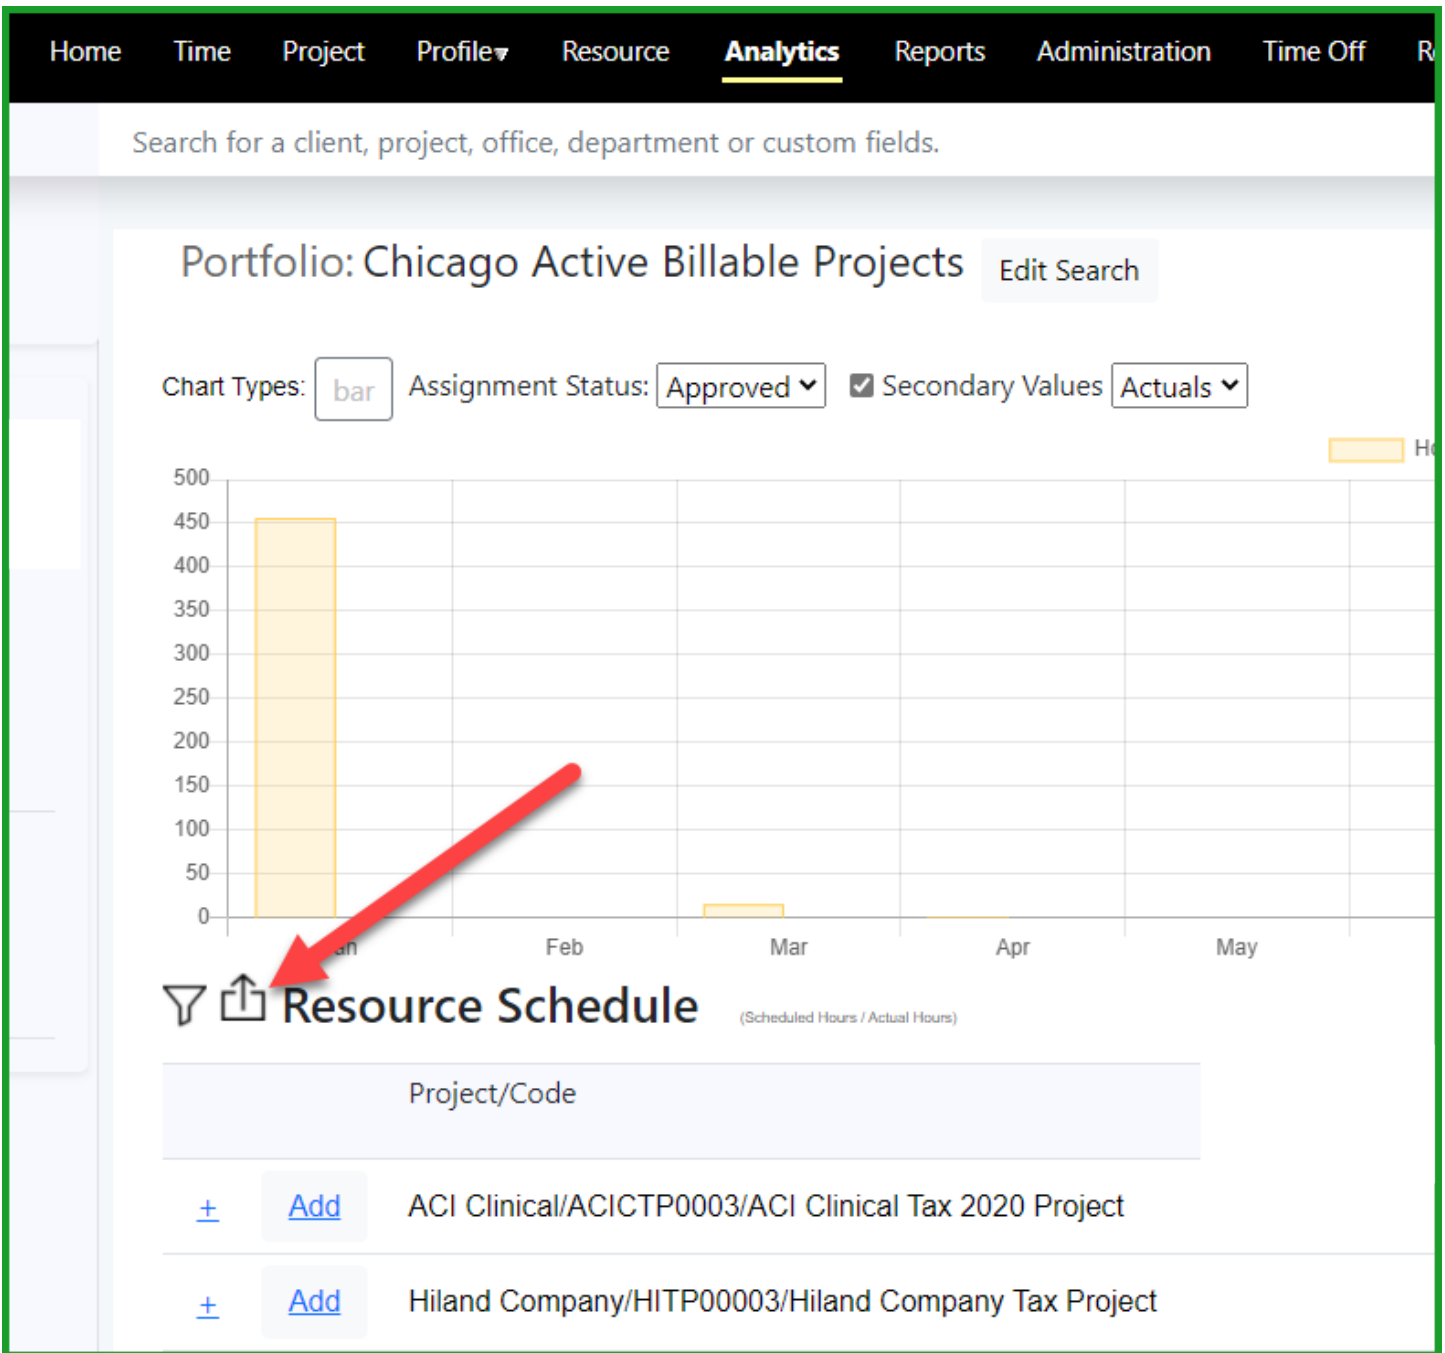 Home Time Project Profile Resource Analytics Reports Administration Time Off
Search for a client, project, office, department or custom fields.
Portfolio: Chicago Active Billable Projects Edit Search
Chart Types: bar Assignment Status: Approved Secondary Values Actuals
500
450
400
350
300
250
200
150
100
50
0
Feb Mar Apr May
Resource Schedule (Scheduled Hours / Actual Hours)
Project/Code
+ Add ACI Clinical/ACICTP0003/ACI Clinical Tax 2020 Project
+ Add Hiland Company/HITP00003/Hiland Company Tax Project